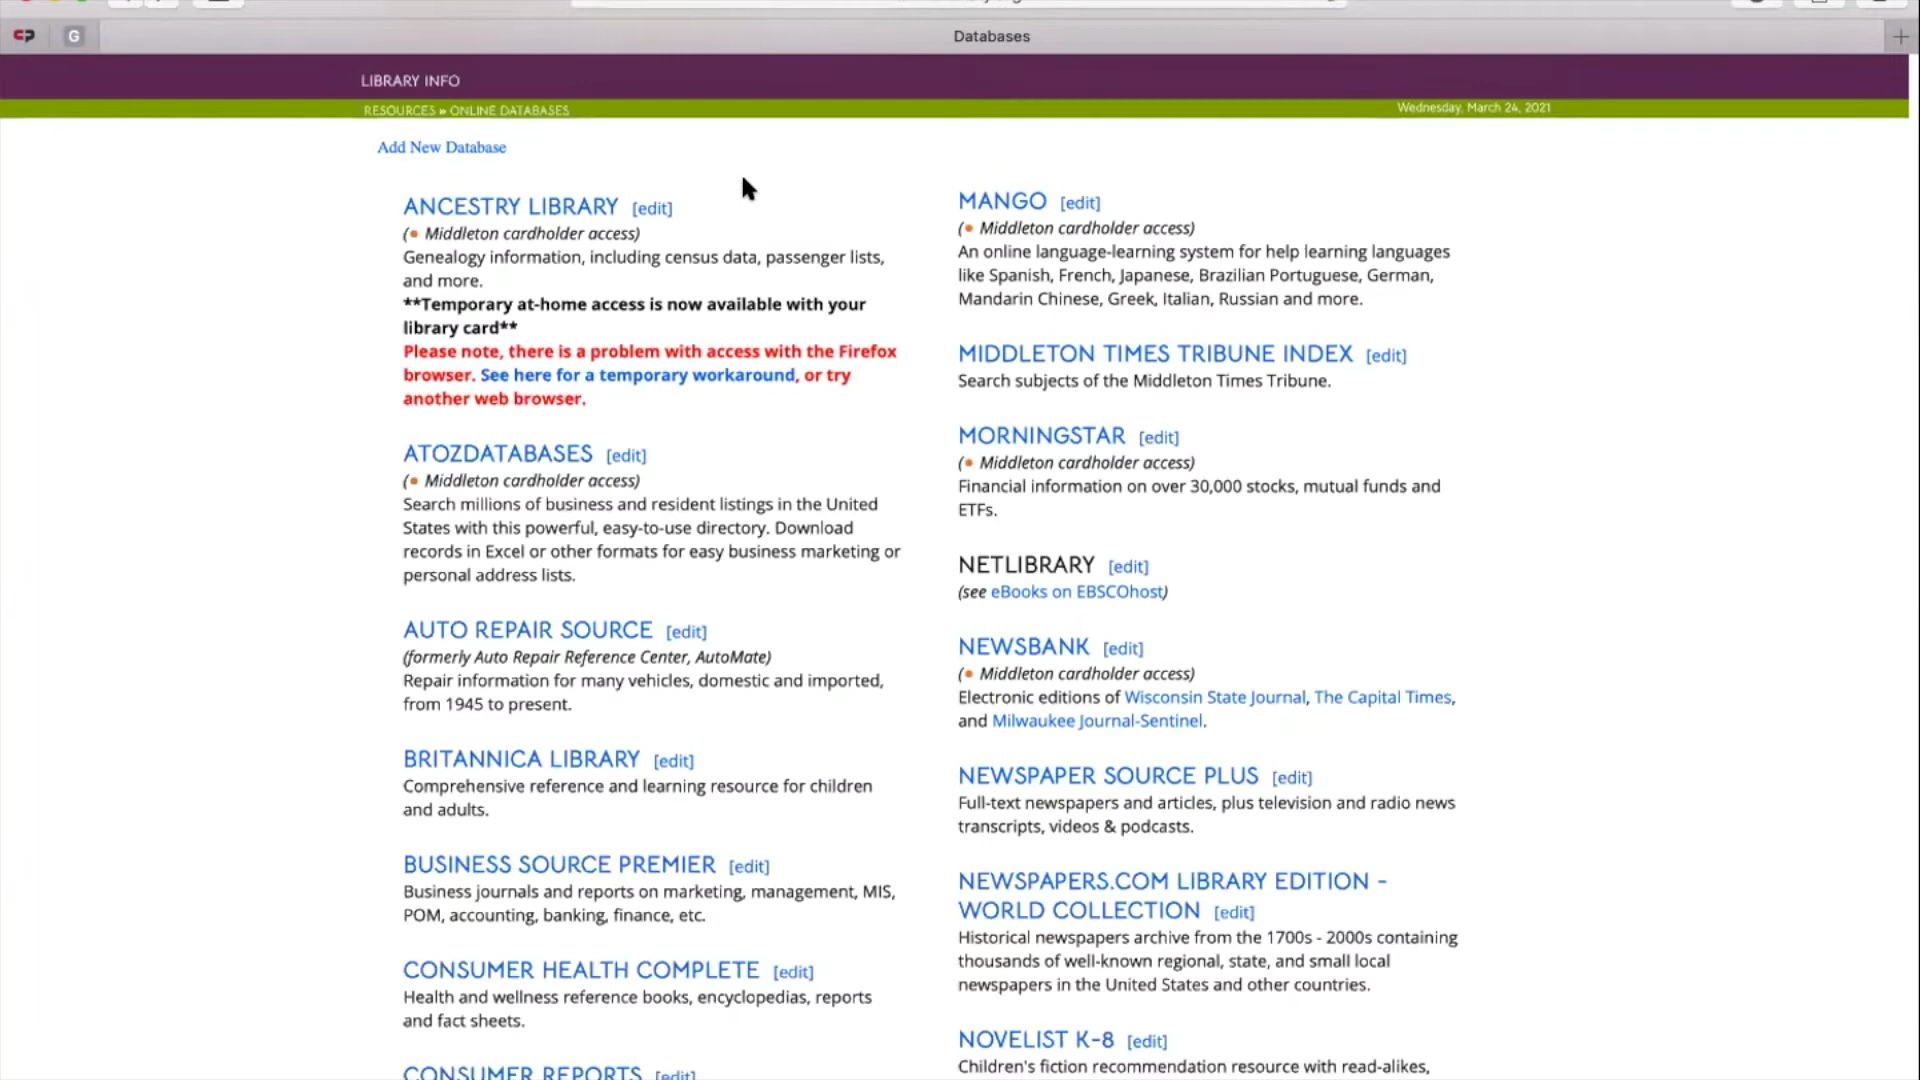 G
Databases
LIBRARY INFO
RESOURCES » ONLINE DATABASES
Wednesday, March 24, 2021
Add New Database
ANCESTRY LIBRARY [edit]
(• Middleton cardholder access)
Genealogy information, including census data, passenger lists,
and more.
**Temporary at-home access is now available with your
library card**
Please note, there is a problem with access with the Firefox
browser. See here for a temporary workaround, or try
another web browser.
ATOZDATABASES [edit]
(• Middleton cardholder access)
Search millions of business and resident listings in the United
States with this powerful, easy-to-use directory. Download
records in Excel or other formats for easy business marketing or
personal address lists.
AUTO REPAIR SOURCE [edit]
(formerly Auto Repair Reference Center, AutoMate)
Repair information for many vehicles, domestic and imported,
from 1945 to present.
BRITANNICA LIBRARY [edit]
Comprehensive reference and learning resource for children
and adults.
BUSINESS SOURCE PREMIER [edit]
Business journals and reports on marketing, management, MIS,
POM, accounting, banking, finance, etc.
CONSUMER HEALTH COMPLETE [edit]
Health and wellness reference books, encyclopedias, reports
and fact sheets.
CONSUMER REPORTS [edit]
MANGO [edit]
(• Middleton cardholder access)
An online language-learning system for help learning languages
like Spanish, French, Japanese, Brazilian Portuguese, German,
Mandarin Chinese, Greek, Italian, Russian and more.
MIDDLETON TIMES TRIBUNE INDEX [edit]
Search subjects of the Middleton Times Tribune.
MORNINGSTAR [edit]
(• Middleton cardholder access)
Financial information on over 30,000 stocks, mutual funds and
ETFs.
NETLIBRARY [edit]
(see eBooks on EBSCOhost)
NEWSBANK [edit]
(• Middleton cardholder access)
Electronic editions of Wisconsin State Journal, The Capital Times,
and Milwaukee Journal-Sentinel.
NEWSPAPER SOURCE PLUS [edit]
Full-text newspapers and articles, plus television and radio news
transcripts, videos & podcasts.
NEWSPAPERS.COM LIBRARY EDITION -
WORLD COLLECTION [edit]
Historical newspapers archive from the 1700s - 2000s containing
thousands of well-known regional, state, and small local
newspapers in the United States and other countries.
NOVELIST K-8 [edit]
Children's fiction recommendation resource with read-alikes,